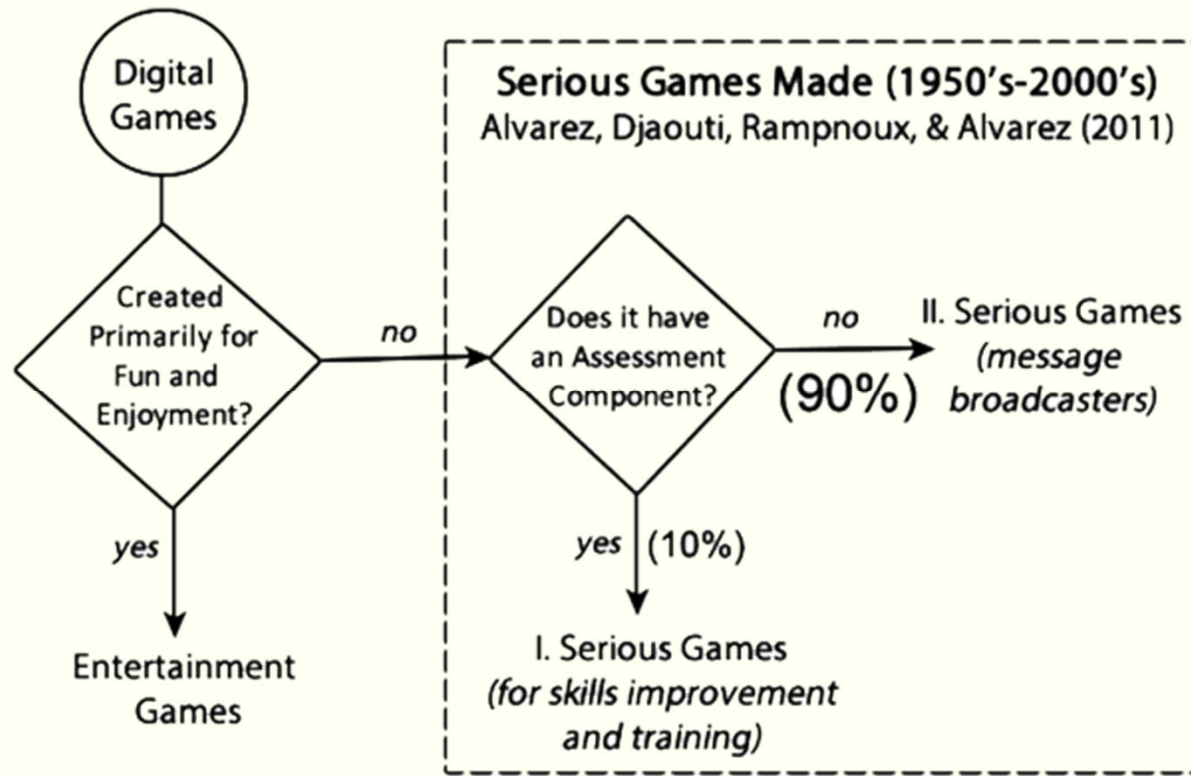 Digital
Games
Serious Games Made (1950's-2000's)
Alvarez, Djaouti, Rampnoux, & Alvarez (2011)
Created
Primarily for
Fun and
Enjoyment?
no
yes
Entertainment
Games
Does it have
an Assessment
Component?
no
(90%)
II. Serious Games
(message
broadcasters)
yes (10%)
I. Serious Games
(for skills improvement
and training)